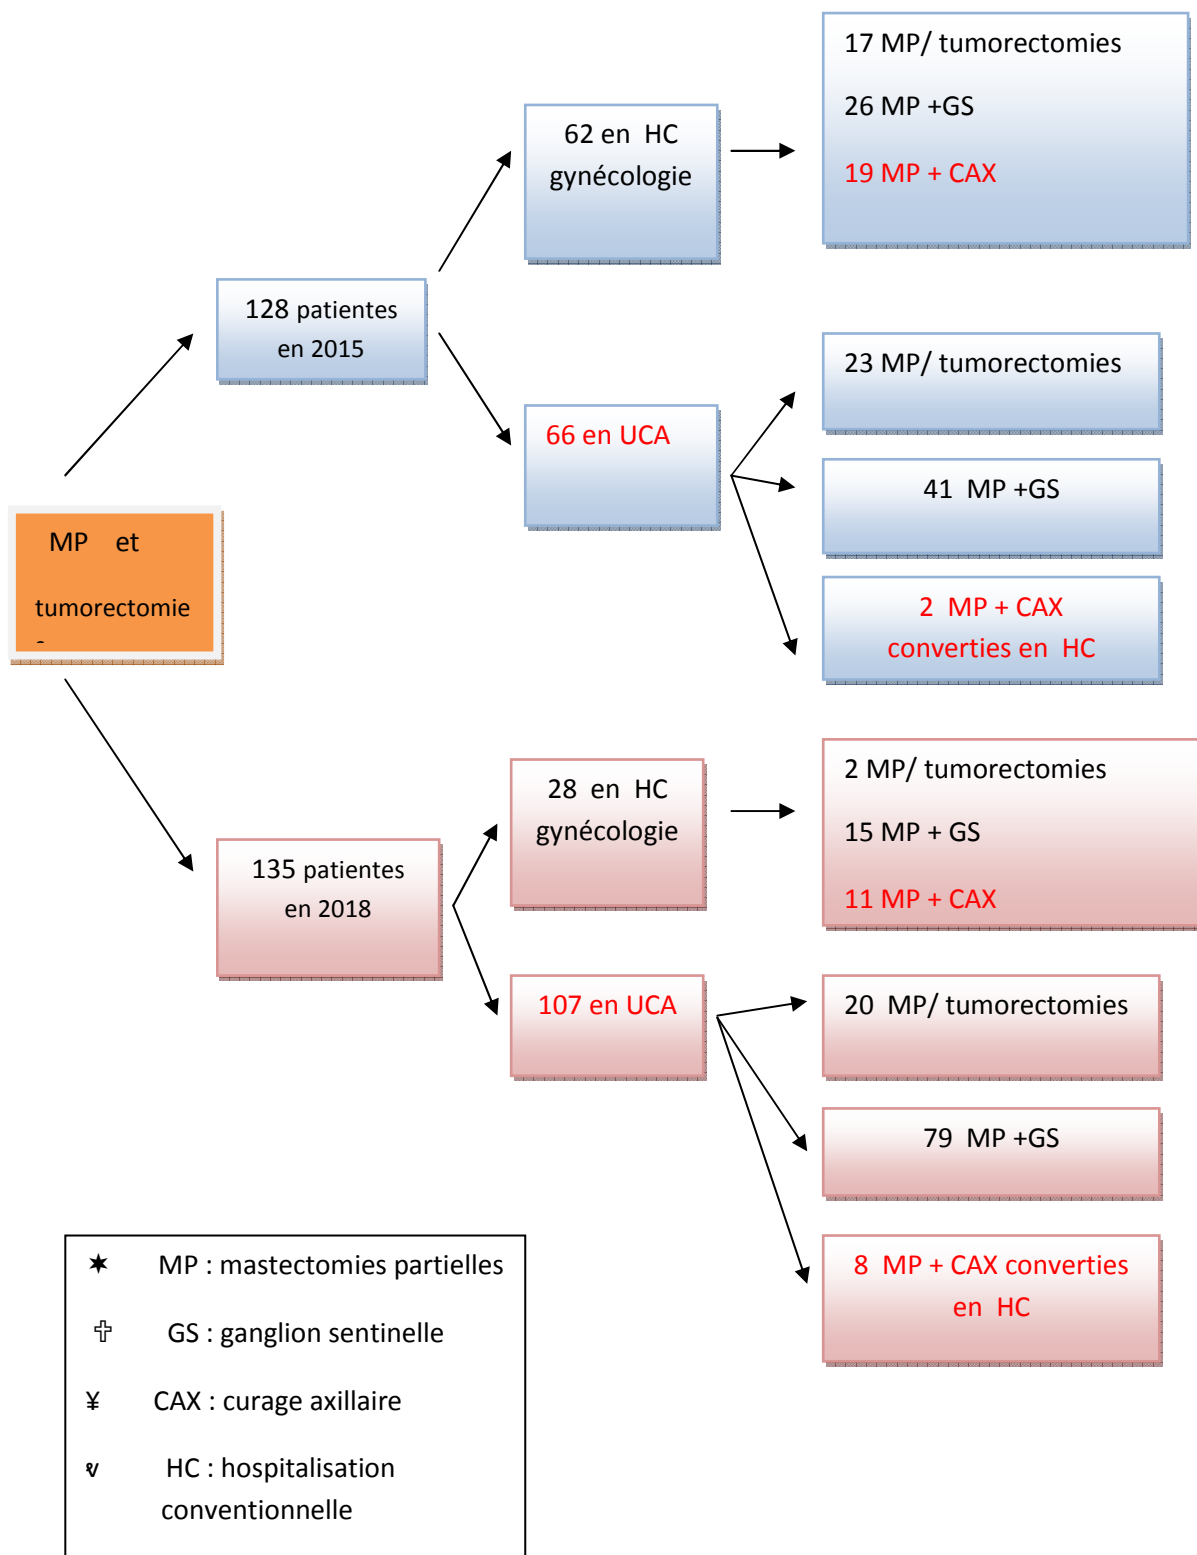 17 MP/ tumorectomies
26 MP +GS
19 MP + CAX
62 en HC
gynécologie
128 patientes
en 2015
66 en UCA
23 MP/ tumorectomies
41 MP +GS
2 MP + CAX
converties en HC
MP et
tumorectomie
2 MP/ tumorectomies
15 MP + GS
11 MP + CAX
28 en HC
gynécologie
135 patientes
en 2018
107 en UCA
20 MP/ tumorectomies
79 MP +GS
8 MP + CAX converties
en HC
✶ MP : mastectomies partielles
✞ GS : ganglion sentinelle
¥ CAX : curage axillaire
HC : hospitalisation
conventionnelle